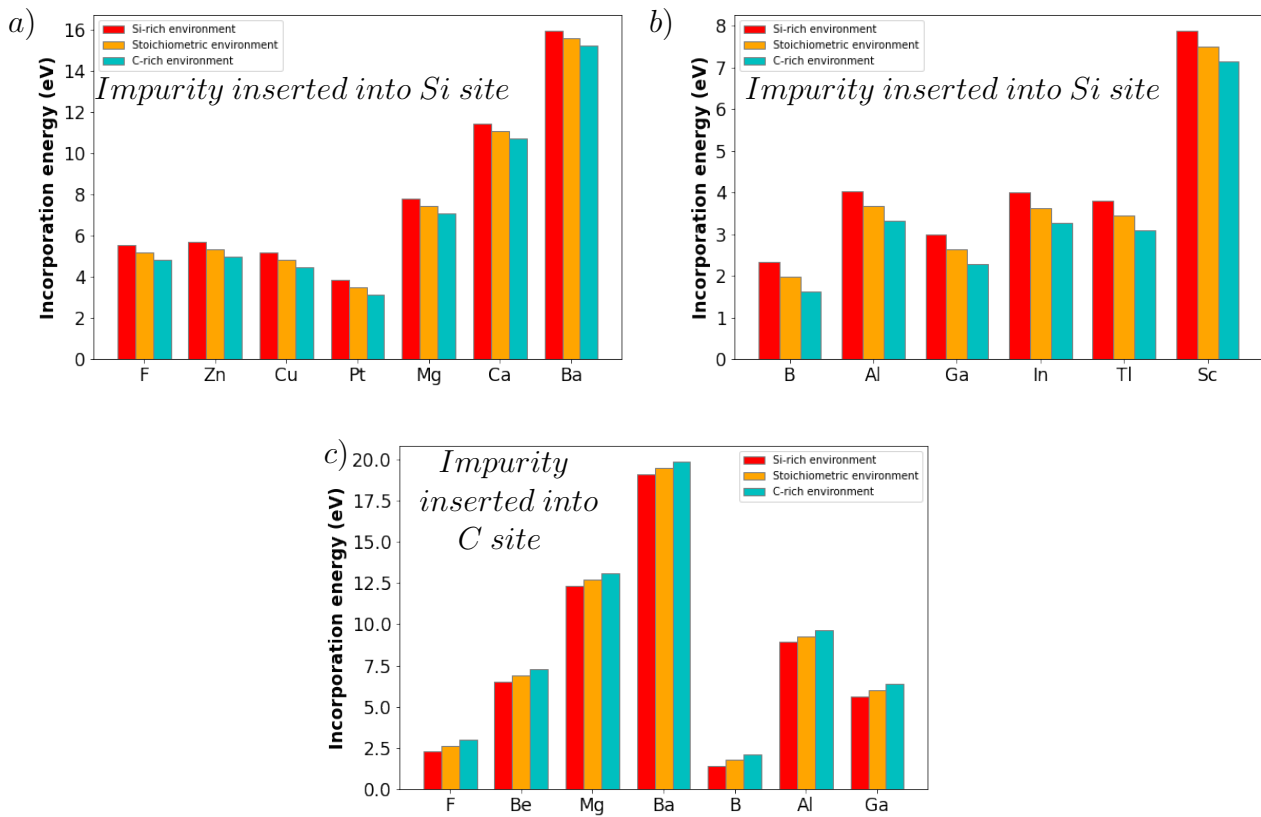 a)
Incorporation energy (eV)
16
14
12
10
8
6
4
2
0
Si-rich environment
Stoichiometric environment
C-rich environment
Impurity inserted into Si site
F Zn Cu Pt Mg Ca Ba
b)
Incorporation energy (eV)
8
7
6
5
4
3
2
1
0
Si-rich environment
Stoichiometric environment
C-rich environment
Impurity inserted into Si site
B Al Ga In Tl Sc
c)
Incorporation energy (eV)
20.0
17.5
15.0
12.5
10.0
7.5
5.0
2.5
0.0
Impurity
inserted into
C site
Si-rich environment
Stoichiometric environment
C-rich environment
F Be Mg Ba B Al Ga